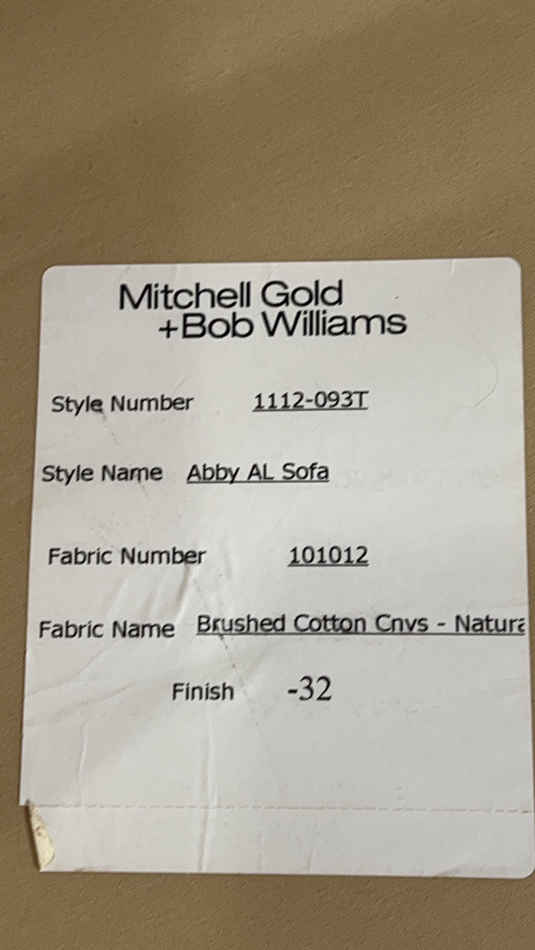 Mitchell Gold
+Bob Williams
Style Number 1112-093T
Style Name Abby AL Sofa
Fabric Number 101012
Fabric Name Brushed Cotton Cnvs - Natura
Finish -32